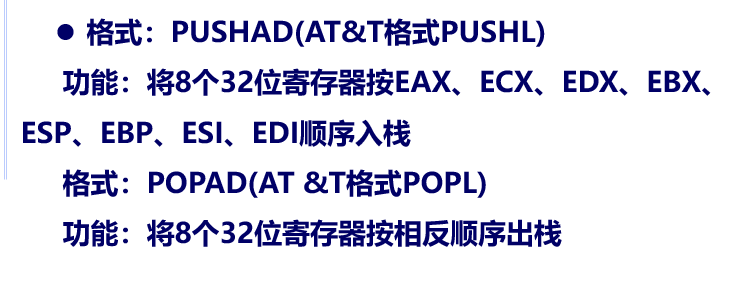 ● 格式：PUSHAD(AT&T格式PUSHL)
功能：将8个32位寄存器按EAX、ECX、EDX、EBX、
ESP、EBP、ESI、EDI顺序入栈
格式：POPAD(AT &T格式POPL)
功能：将8个32位寄存器按相反顺序出栈